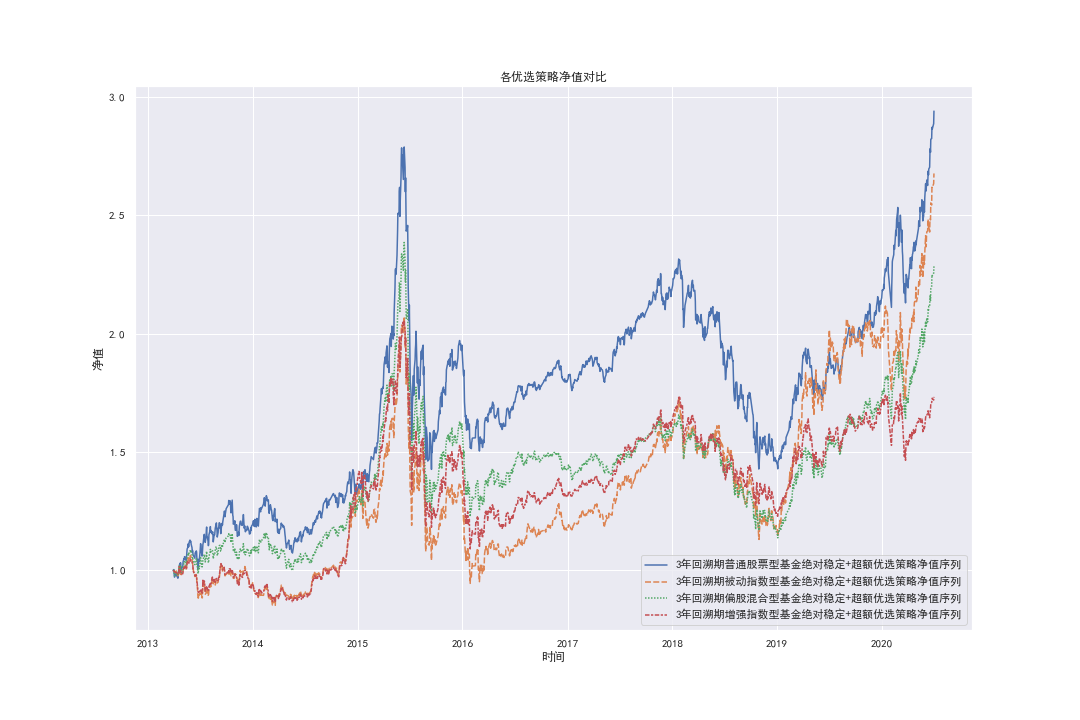 各优选策略净值对比
3.0
2.5
2.0
1.5
1.0
净值
3年回溯期普通股票型基金绝对稳定+超额优选策略净值序列
3年回溯期被动指数型基金绝对稳定+超额优选策略净值序列
3年回溯期偏股混合型基金绝对稳定+超额优选策略净值序列
3年回溯期增强指数型基金绝对稳定+超额优选策略净值序列
2013 2014 2015 2016 2017 2018 2019 2020
时间